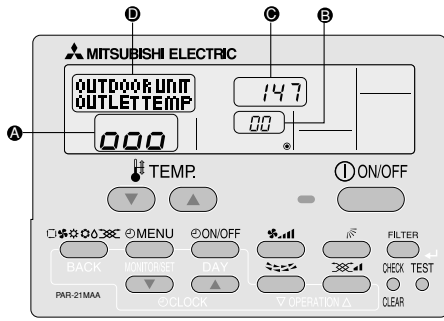 D C B
MITSUBISHI ELECTRIC
OUTDOOR UNIT
OUTLET TEMP
147
A 000
00
TEMP.
ON/OFF
MENU ON/OFF FILTER
BACK MONITOR/SET DAY CHECK TEST
PAR-21MAA
CLOCK OPERATION CLEAR